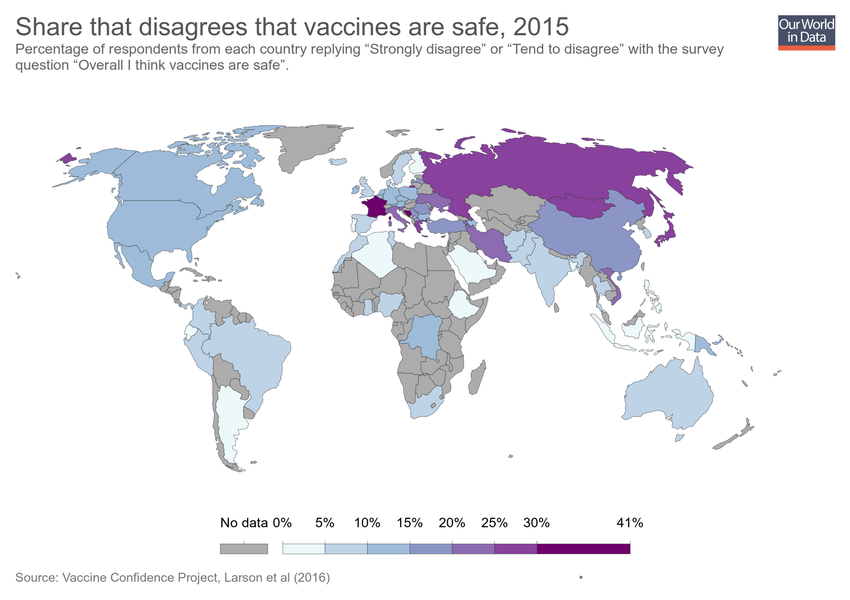 Share that disagrees that vaccines are safe, 2015
Our World
in Data
Percentage of respondents from each country replying “Strongly disagree” or “Tend to disagree” with the survey
question “Overall I think vaccines are safe”.
No data 0% 5% 10% 15% 20% 25% 30% 41%
Source: Vaccine Confidence Project, Larson et al (2016) •